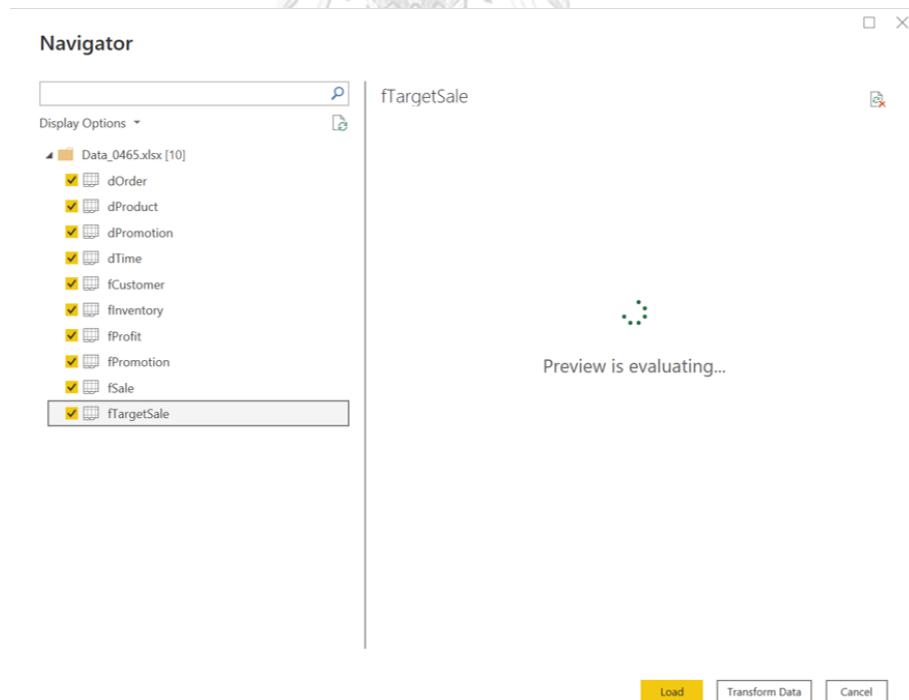 Navigator
Display Options
Data_0465.xlsx [10]
dOrder
dProduct
dPromotion
dTime
fCustomer
fInventory
fProfit
fPromotion
fSale
fTargetSale
fTargetSale
Preview is evaluating...
Load
Transform Data
Cancel